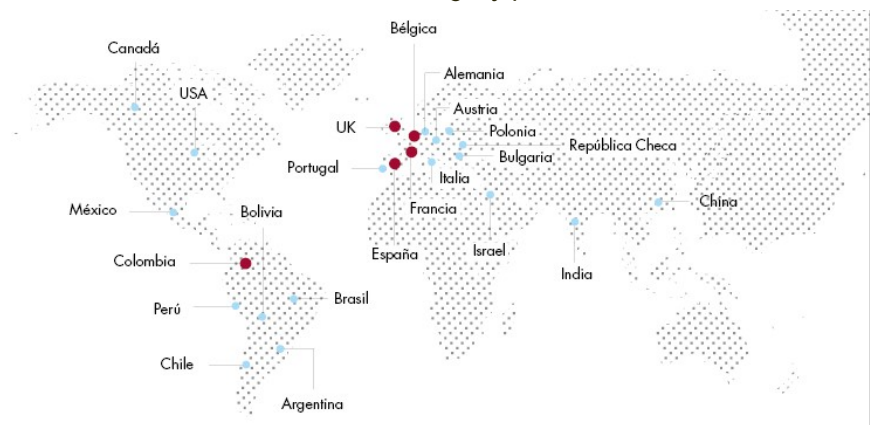 Bélgica
Canadá
Alemania
USA
Austria
UK
Polonia
República Checa
Bulgaria
Portugal
Italia
China
México
Bolivia
Francia
España
Israel
Colombia
India
Brasil
Perú
Chile
Argentina